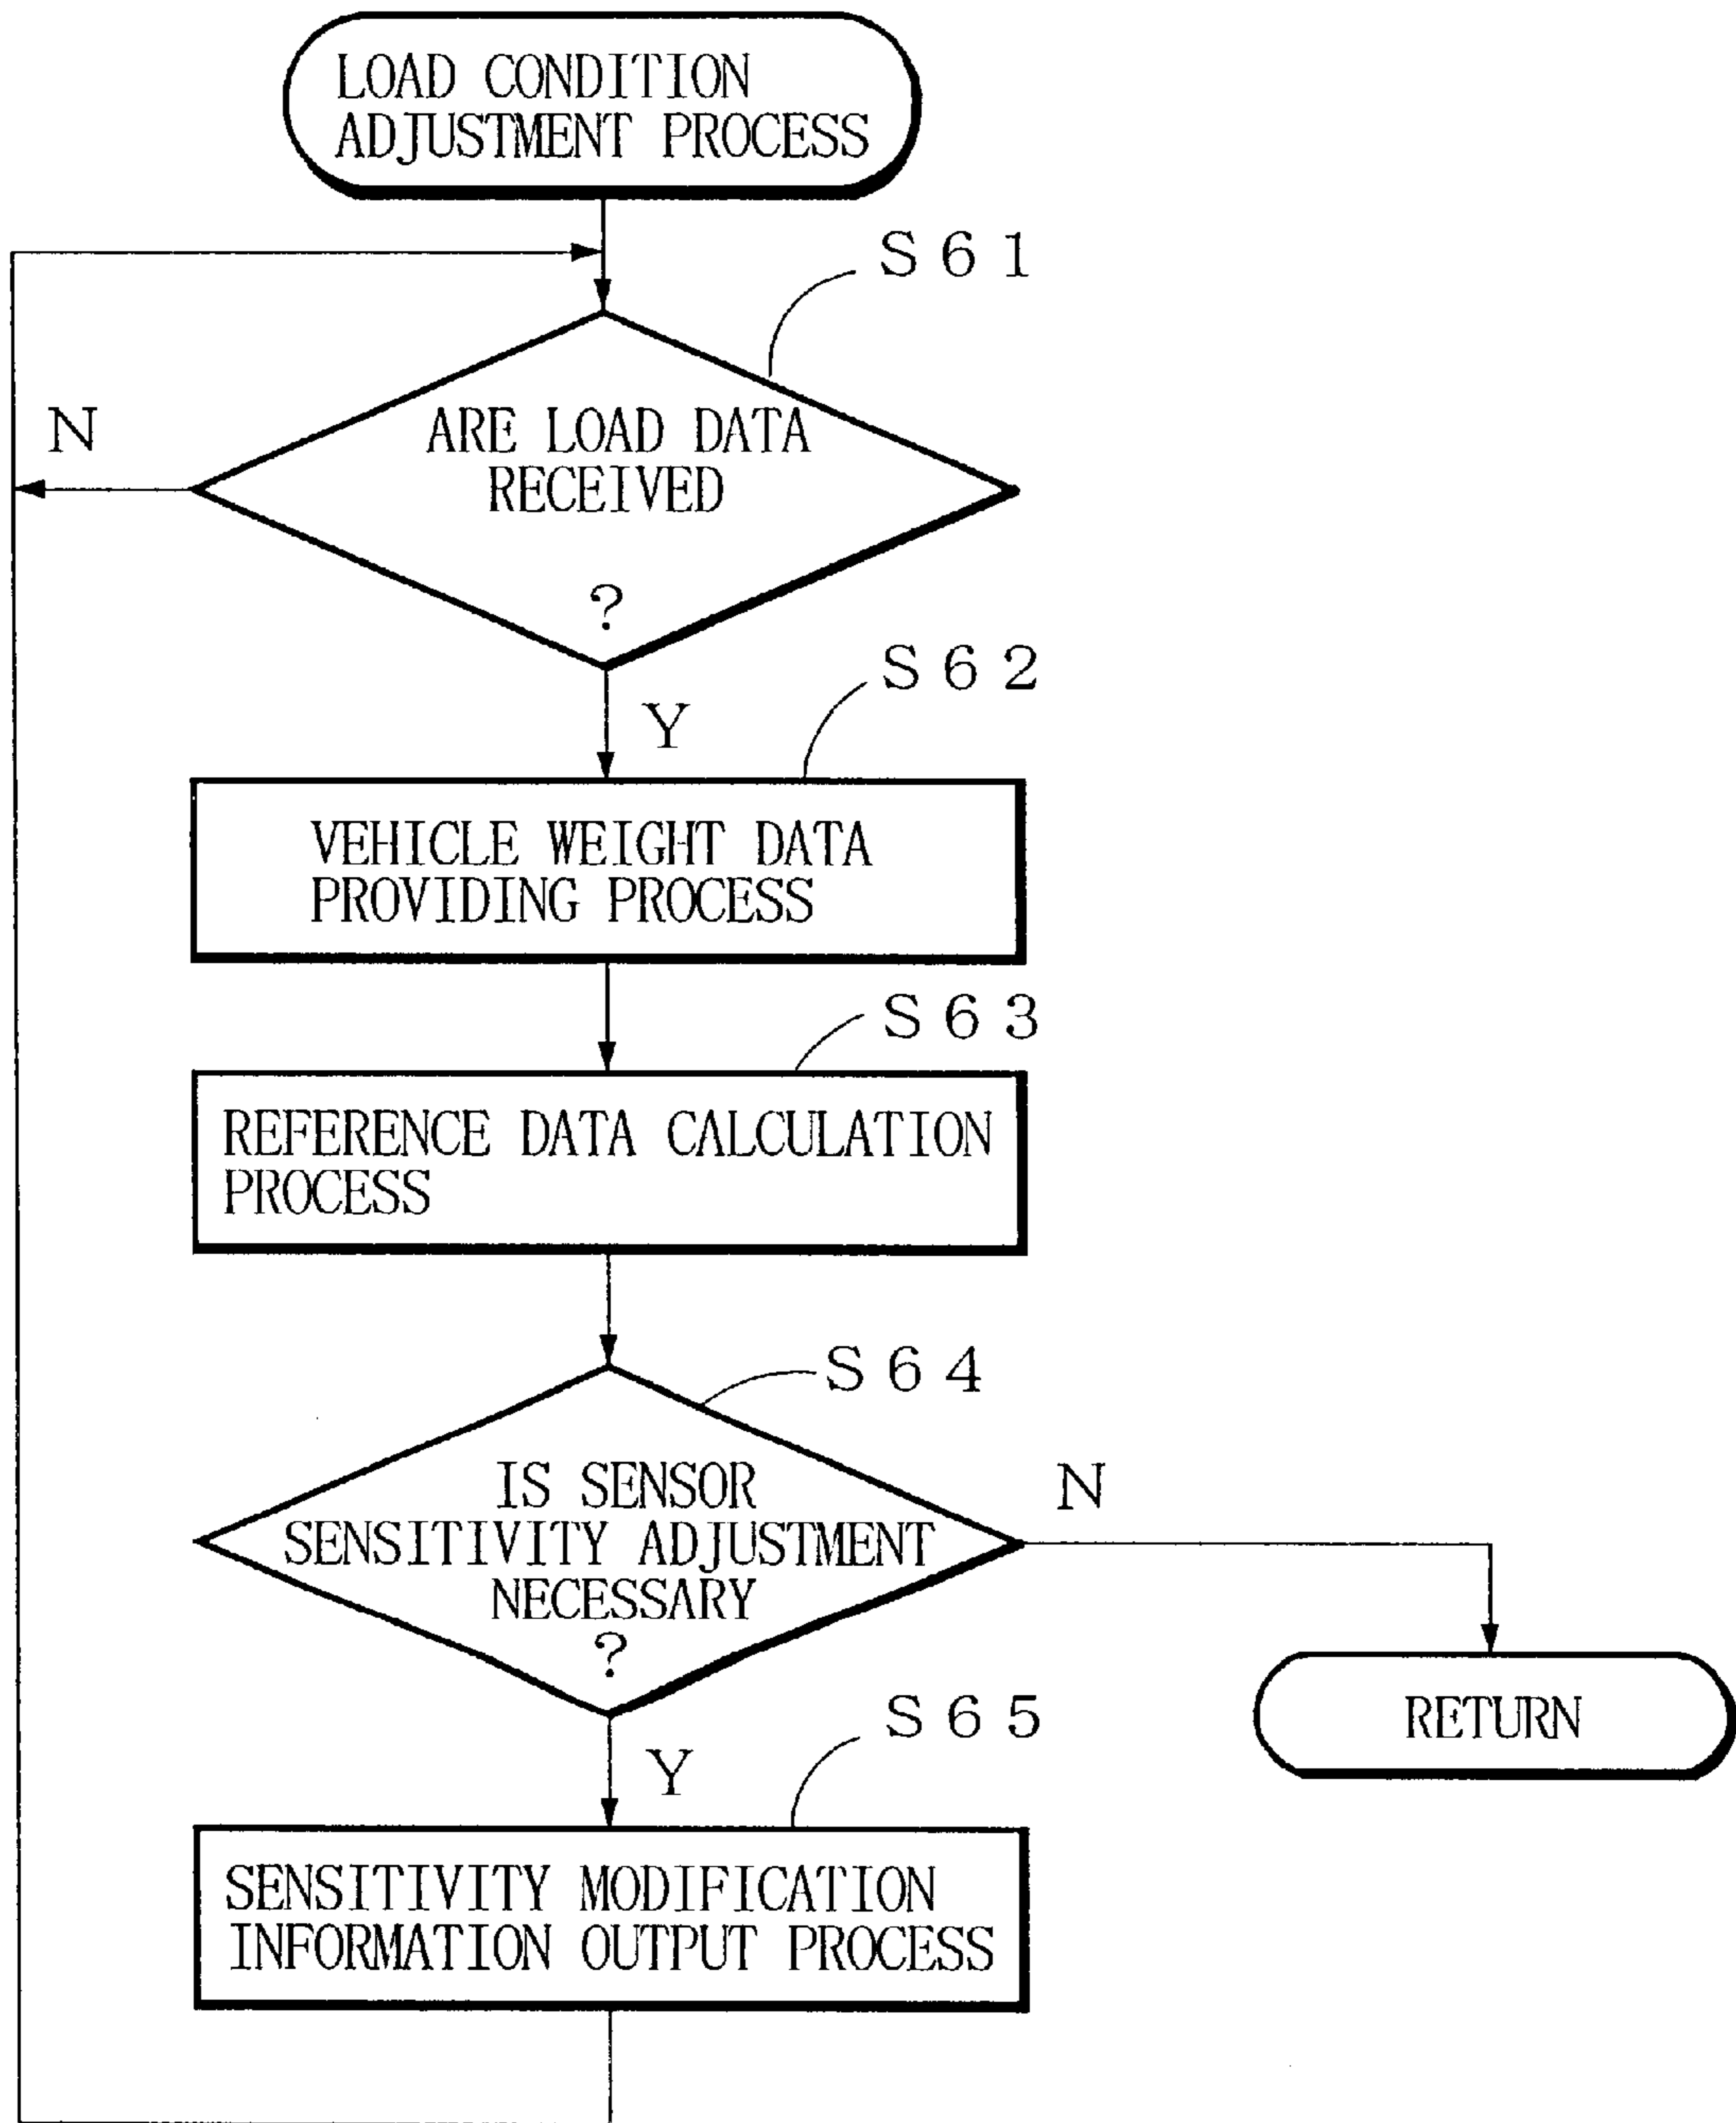 LOAD CONDITION
ADJUSTMENT PROCESS
S61
ARE LOAD DATA
RECEIVED
?
N
Y
S62
VEHICLE WEIGHT DATA
PROVIDING PROCESS
S63
REFERENCE DATA CALCULATION
PROCESS
S64
IS SENSOR
SENSITIVITY ADJUSTMENT
NECESSARY
?
N
RETURN
Y
S65
SENSITIVITY MODIFICATION
INFORMATION OUTPUT PROCESS